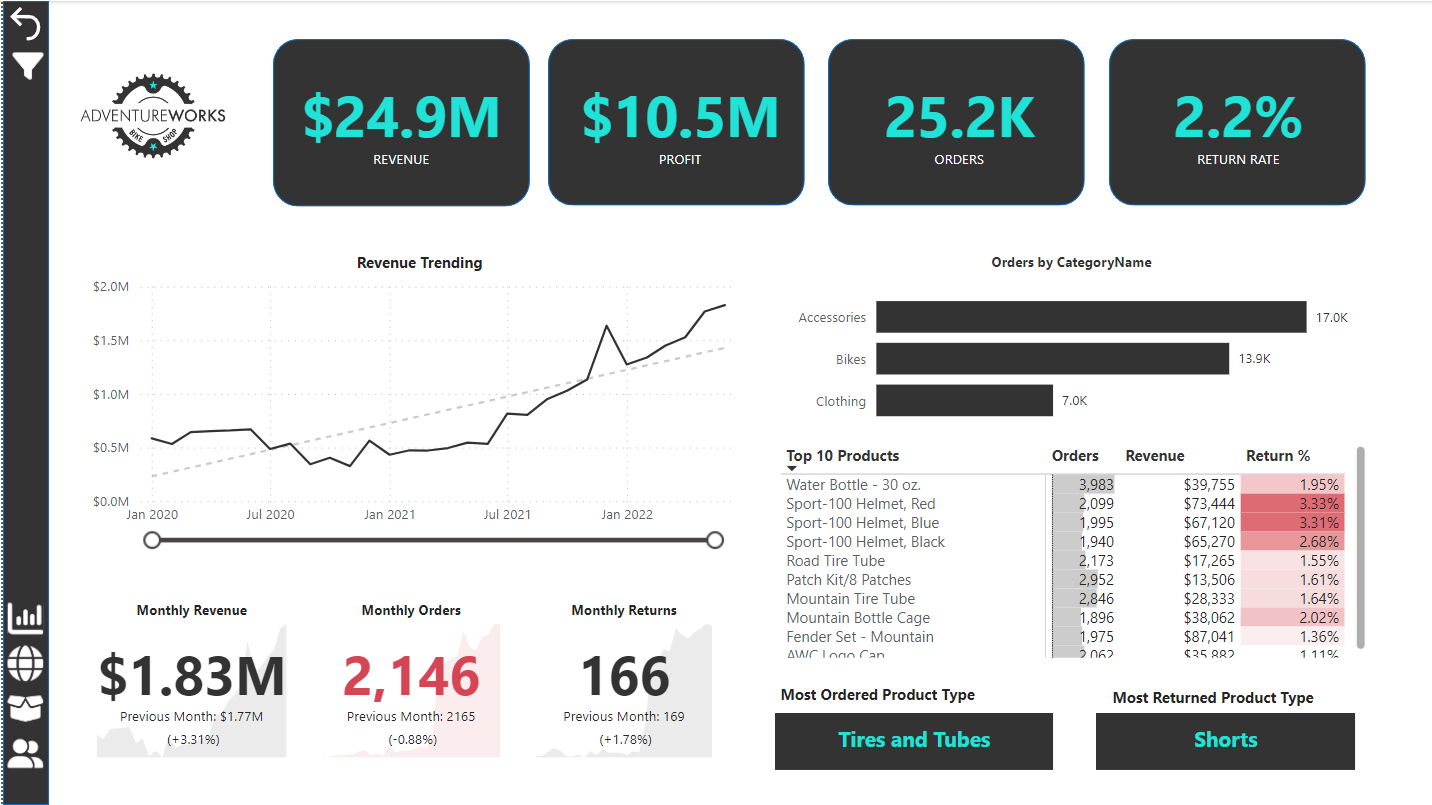 ADVENTUREWORKS
BIKE SHOP
$24.9M
REVENUE
$10.5M
PROFIT
25.2K
ORDERS
2.2%
RETURN RATE
Revenue Trending
$2.0M
$1.5M
$1.0M
$0.5M
$0.0M
Jan 2020 Jul 2020 Jan 2021 Jul 2021 Jan 2022
Orders by CategoryName
Accessories 17.0K
Bikes 13.9K
Clothing 7.0K
Top 10 Products Orders Revenue Return %
Water Bottle - 30 oz. 3,983 $39,755 1.95%
Sport-100 Helmet, Red 2,099 $73,444 3.33%
Sport-100 Helmet, Blue 1,995 $67,120 3.31%
Sport-100 Helmet, Black 1,940 $65,270 2.68%
Road Tire Tube 2,173 $17,265 1.55%
Patch Kit/8 Patches 2,952 $13,506 1.61%
Mountain Tire Tube 2,846 $28,333 1.64%
Mountain Bottle Cage 1,896 $38,062 2.02%
Fender Set - Mountain 1,975 $87,041 1.36%
AWC Logo Cap 2,062 $35,882 1.11%
Monthly Revenue
$1.83M
Previous Month: $1.77M
(+3.31%)
Monthly Orders
2,146
Previous Month: 2165
(-0.88%)
Monthly Returns
166
Previous Month: 169
(+1.78%)
Most Ordered Product Type
Tires and Tubes
Most Returned Product Type
Shorts